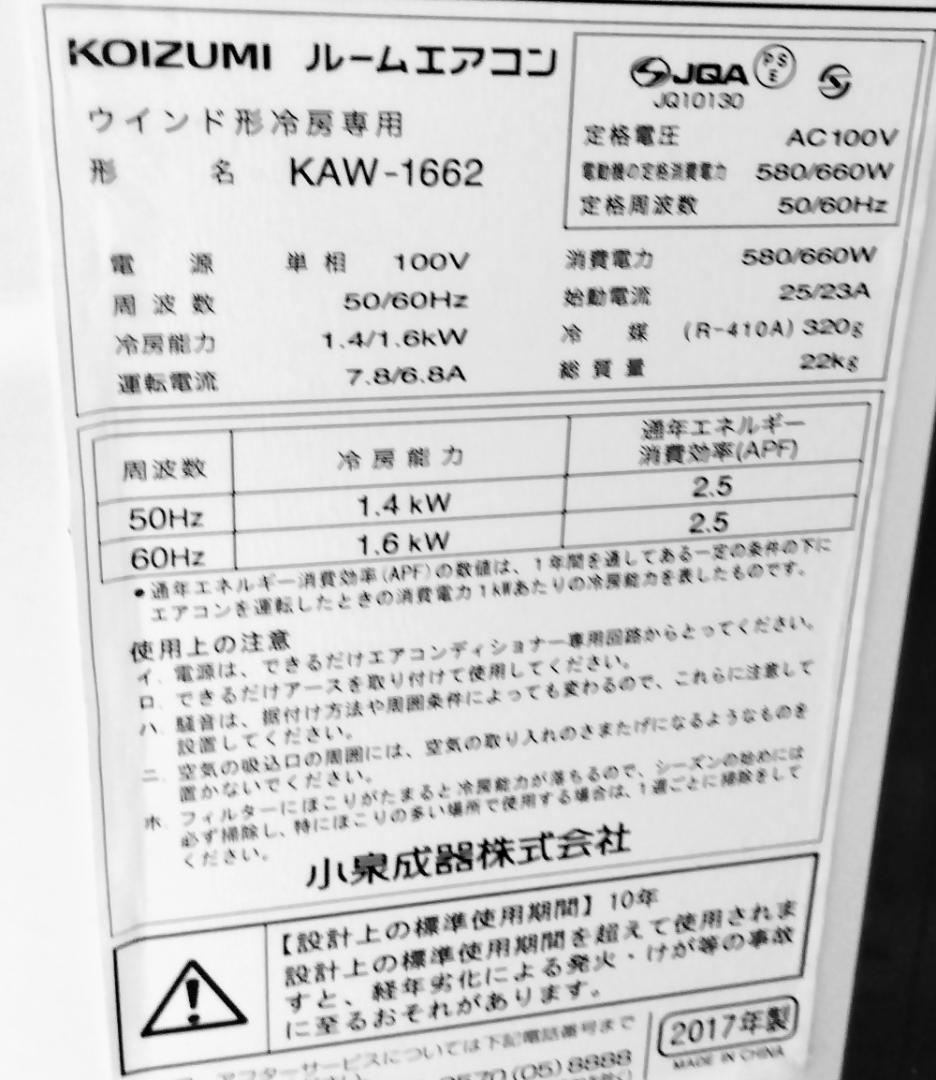 KOIZUMI ルームエアコン
ウインド形冷房専用
形 名 KAW-1662
JQA PSE S
JQ10130
定格電圧 AC100V
電動機の定格消費電力 580/660W
定格周波数 50/60Hz
電 源 単相 100V
周波数 50/60Hz
冷房能力 1.4/1.6kW
運転電流 7.8/6.8A
消費電力 580/660W
始動電流 25/23A
冷 媒 (R-410A) 320g
総質量 22kg
周波数 冷房能力 通年エネルギー
消費効率(APF)
50Hz 1.4 kW 2.5
60Hz 1.6 kW 2.5
●通年エネルギー消費効率(APF)の数値は、1年間を通してある一定の条件の下に
エアコンを運転したときの消費電力1kWあたりの冷房能力を表したものです。
使用上の注意
イ. 電源は、できるだけエアコンディショナー専用回路からとってください。
ロ. できるだけアースを取り付けて使用してください。
ハ. 騒音は、据付け方法や周囲条件によっても変わるので、これらに注意して
設置してください。
ニ. 空気の吸込口の周囲には、空気の取り入れのさまたげになるようなものを
置かないでください。
ホ. フィルターにほこりがたまると冷房能力が落ちるので、シーズンの始めには
必ず掃除し、特にほこりの多い場所で使用する場合は、1週ごとに掃除をして
ください。
小泉成器株式会社
【設計上の標準使用期間】10年
設計上の標準使用期間を超えて使用されま
すと、経年劣化による発火・けが等の事故
に至るおそれがあります。
アフターサービスについては下記電話番号まで
0570(05)8888
2017年製
MADE IN CHINA